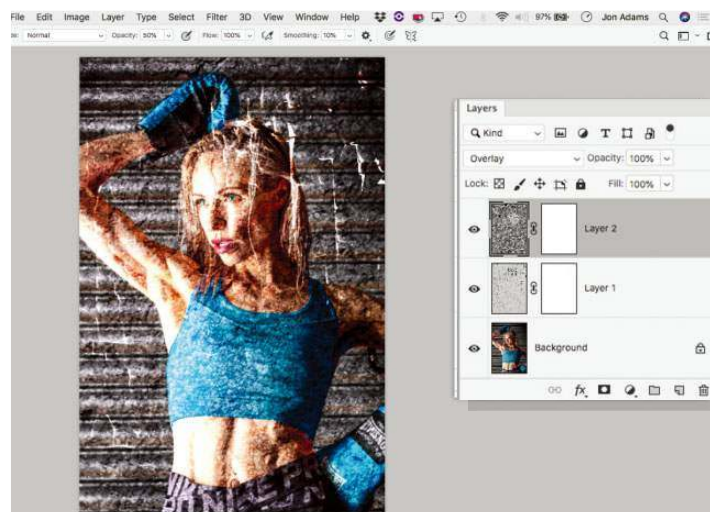 File Edit Image Layer Type Select Filter 3D View Window Help 97% Jon Adams
Normal Opacity: 50% Flow: 100% Smoothing: 10%
Layers
Kind
Overlay Opacity: 100%
Lock: Fill: 100%
Layer 2
Layer 1
Background
fx